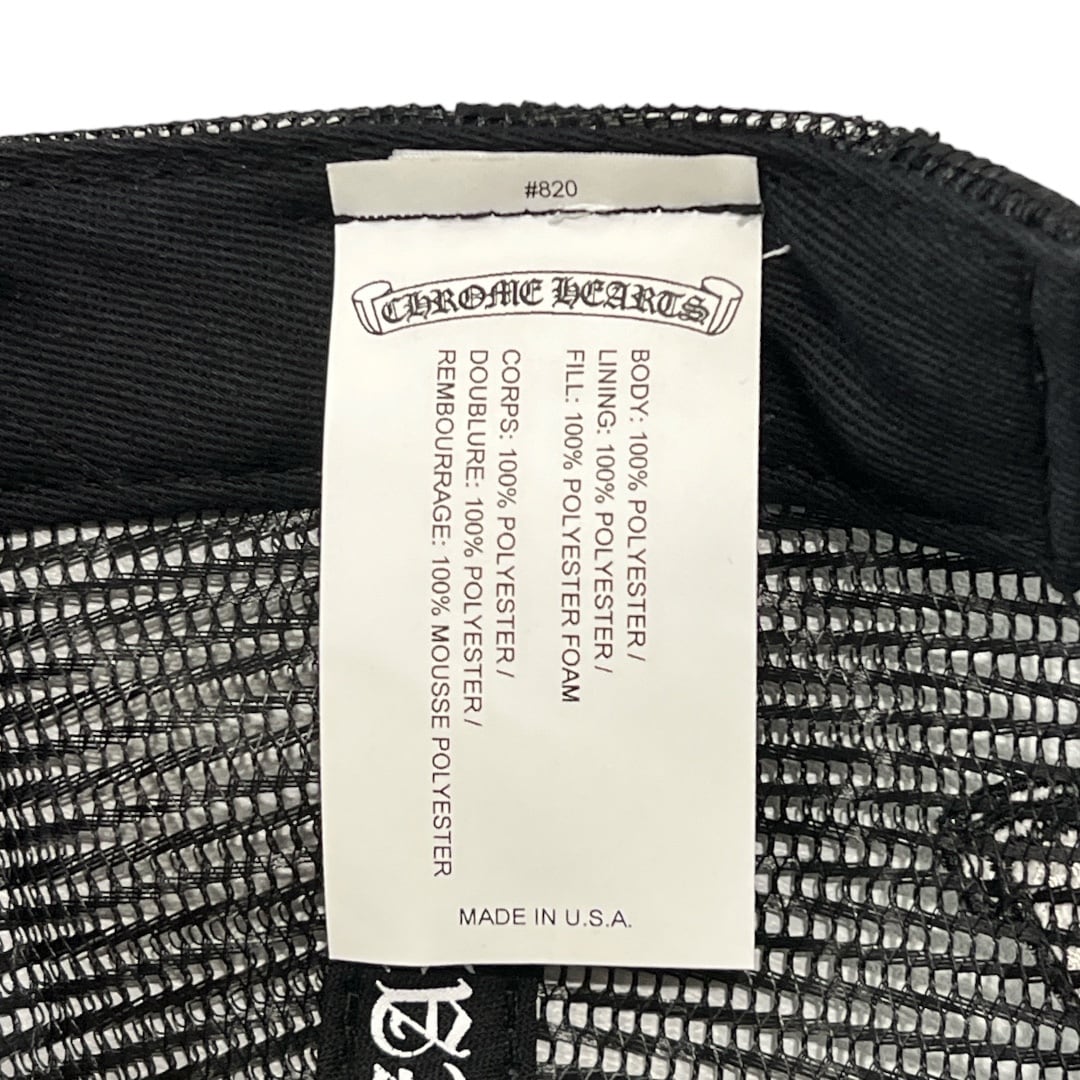 #820
CHROME HEARTS
BODY: 100% POLYESTER /
LINING: 100% POLYESTER /
FILL: 100% POLYESTER FOAM
CORPS: 100% POLYESTER /
DOUBLURE: 100% POLYESTER /
REMBOURRAGE: 100% MOUSSE POLYESTER
MADE IN U.S.A.